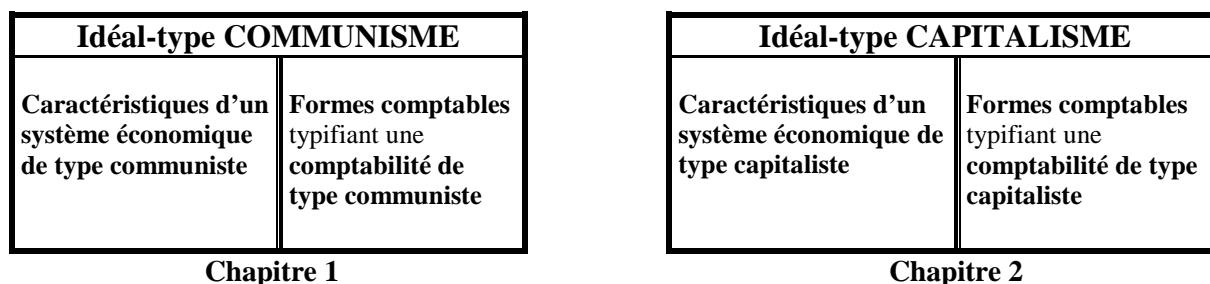 Idéal-type COMMUNISME
Caractéristiques d'un
système économique
de type communiste
Formes comptables
typifiant une
comptabilité de
type communiste
Chapitre 1
Idéal-type CAPITALISME
Caractéristiques d'un
système économique de
type capitaliste
Formes comptables
typifiant une
comptabilité de type
capitaliste
Chapitre 2